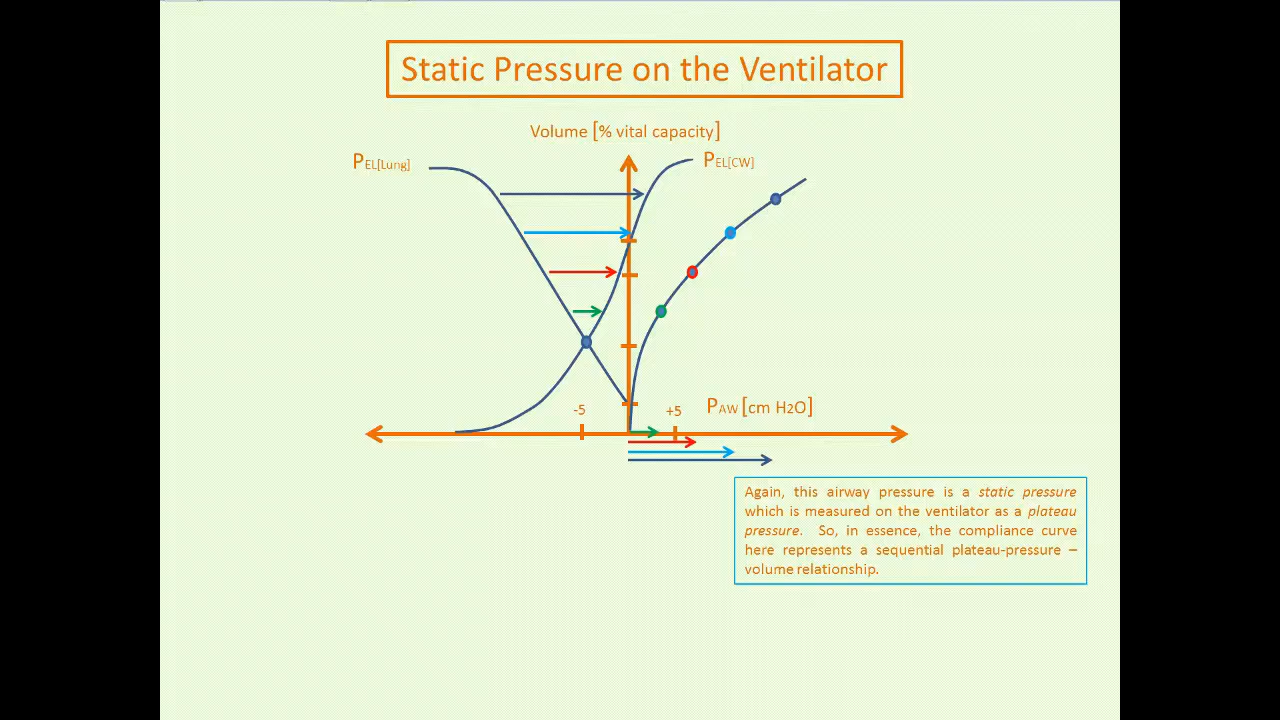 Static Pressure on the Ventilator
Volume [% vital capacity]
PEL[Lung]
PEL[CW]
-5
+5
PAW [cm H2O]
Again, this airway pressure is a static pressure
which is measured on the ventilator as a plateau
pressure. So, in essence, the compliance curve
here represents a sequential plateau-pressure –
volume relationship.